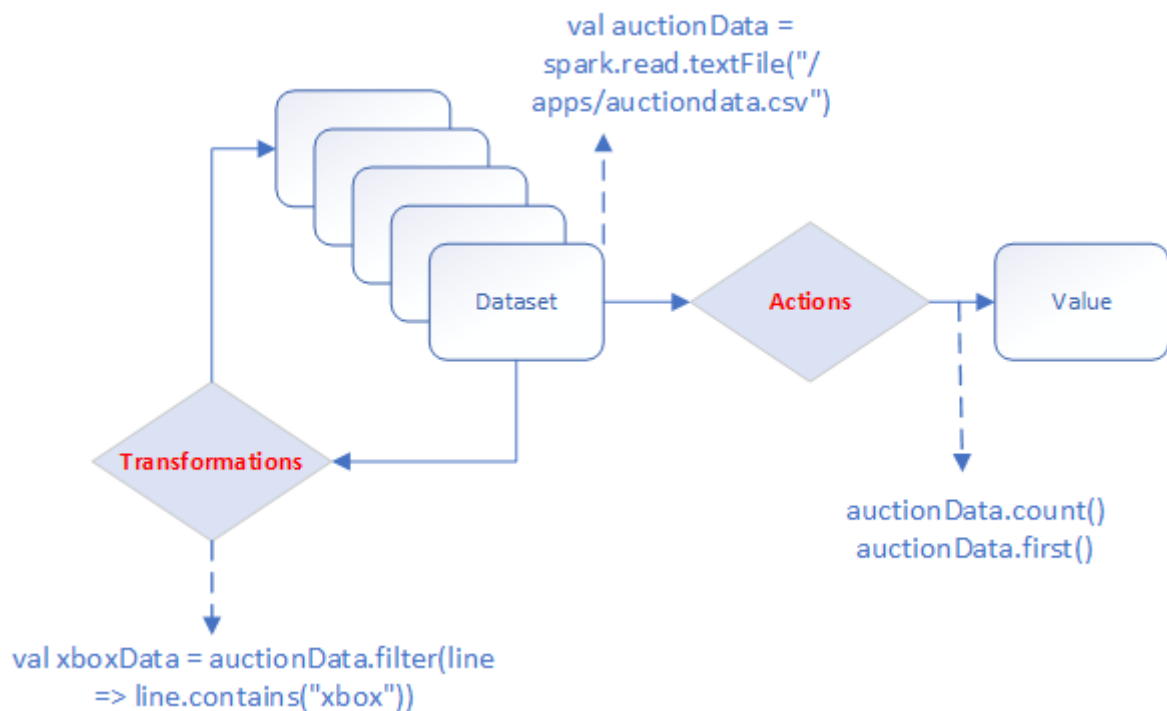 val auctionData =
spark.read.textFile("/
apps/auctiondata.csv")
Dataset
Actions
Value
Transformations
auctionData.count()
auctionData.first()
val xboxData = auctionData.filter(line
=> line.contains("xbox"))